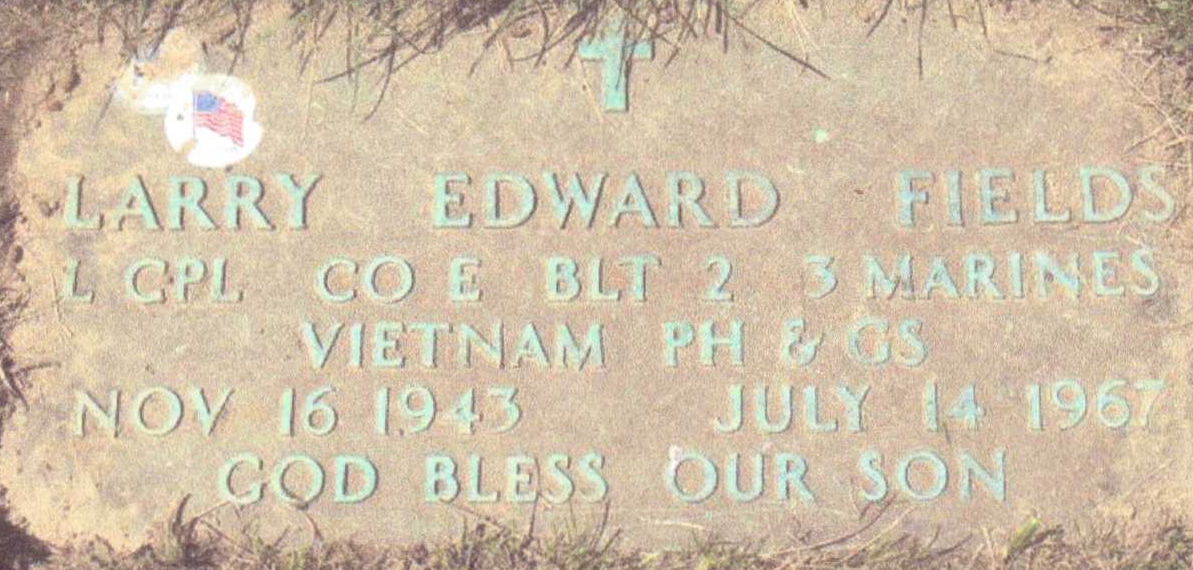 LARRY EDWARD FIELDS
L CPL CO E BLT 2 3 MARINES
VIETNAM PH & GS
NOV 16 1943 JULY 14 1967
GOD BLESS OUR SON